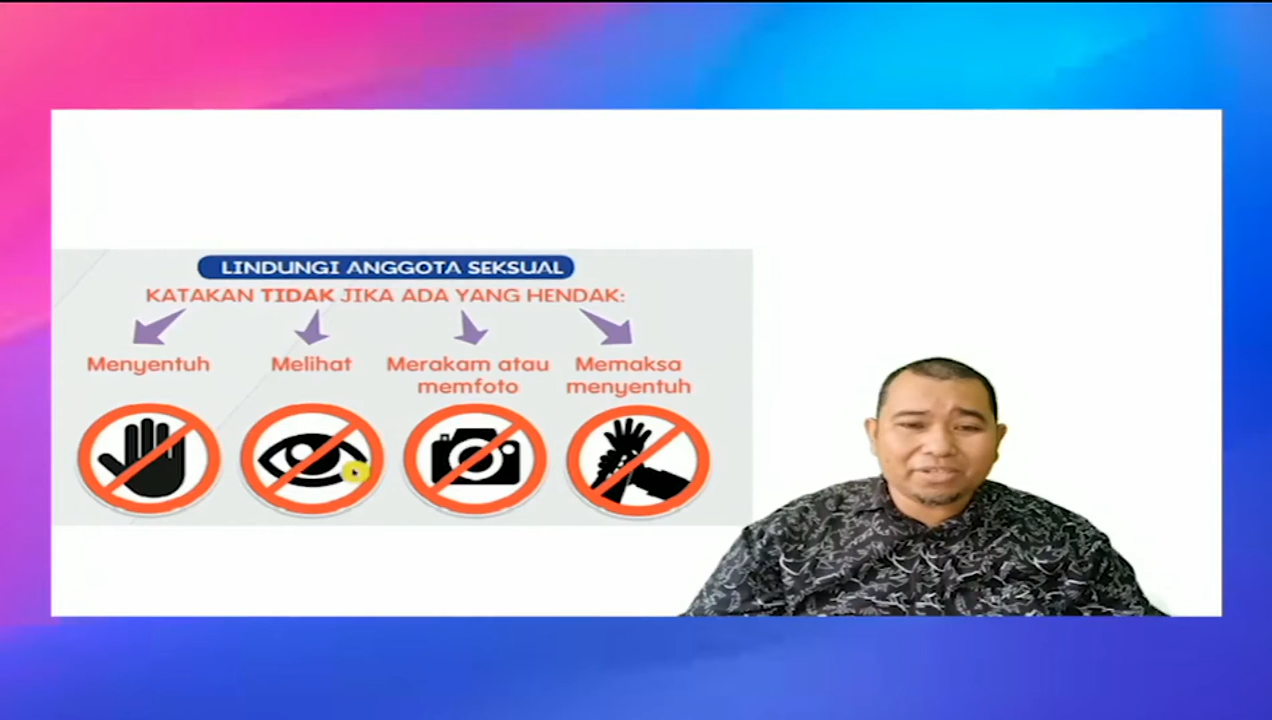 LINDUNGI ANGGOTA SEKSUAL
KATAKAN TIDAK JIKA ADA YANG HENDAK:
Menyentuh
Melihat
Merakam atau
memfoto
Memaksa
menyentuh